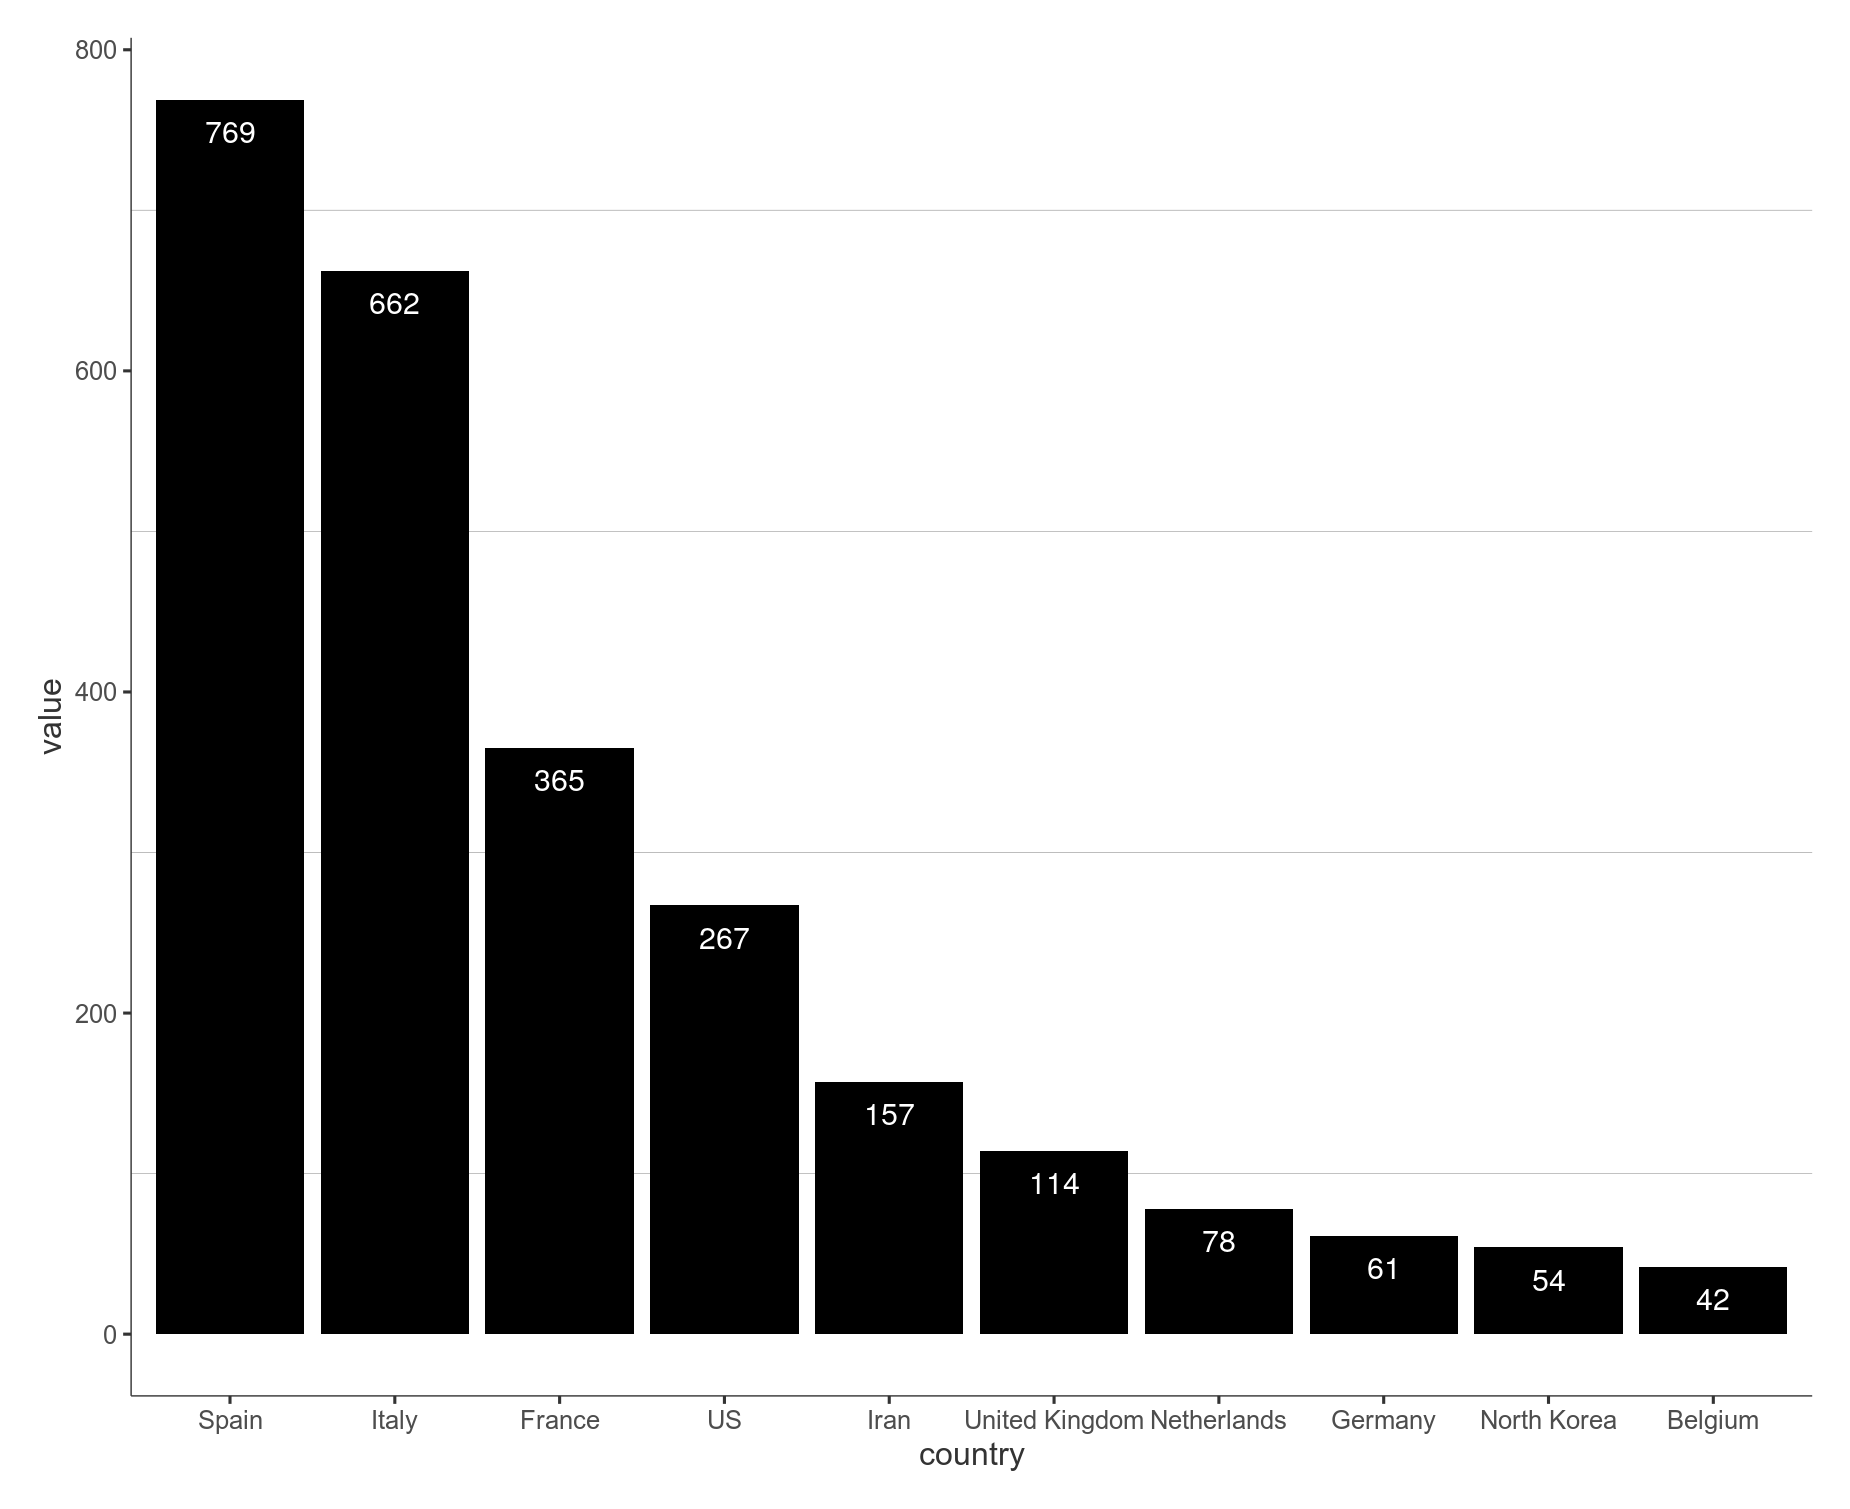 800
600
400
200
0
value
769
662
365
267
157
114
78
61
54
42
Spain
Italy
France
US
Iran
United Kingdom
Netherlands
Germany
North Korea
Belgium
country